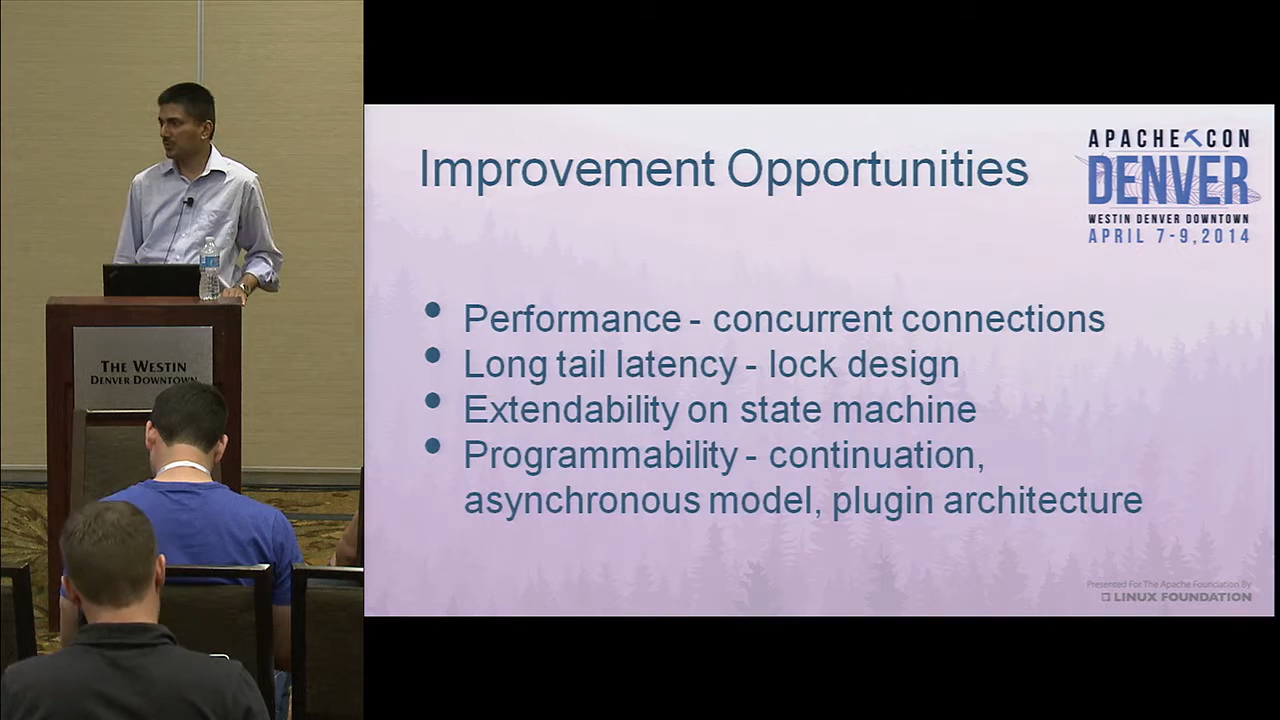 THE WESTIN
DENVER DOWNTOWN
Improvement Opportunities
APACHE CON
DENVER
WESTIN DENVER DOWNTOWN
APRIL 7-9, 2014
• Performance - concurrent connections
• Long tail latency - lock design
• Extendability on state machine
• Programmability - continuation,
asynchronous model, plugin architecture
Presented For The Apache Foundation By
LINUX FOUNDATION